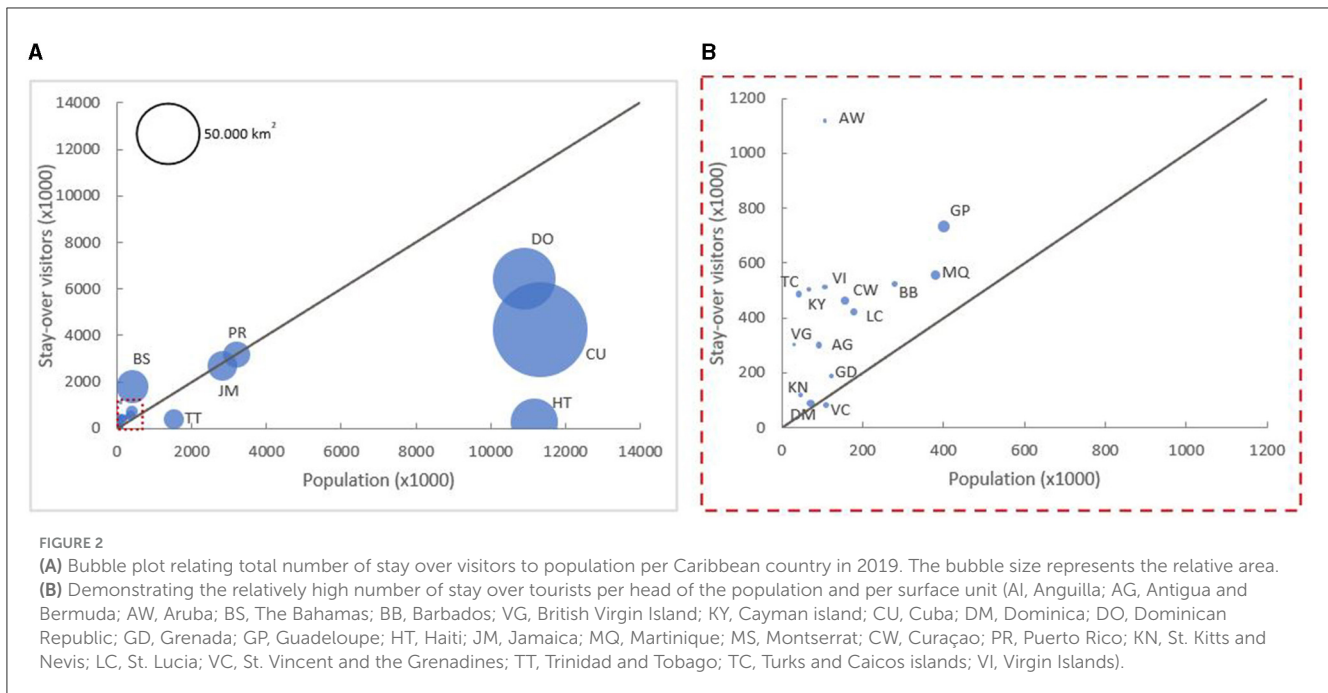 A
14000
12000
10000
8000
6000
4000
2000
0
Stay-over visitors (x1000)
50.000 km²
DO
PR
CU
BS
JM
HT
TT
0 2000 4000 6000 8000 10000 12000 14000
Population (x1000)
B
1200
1000
800
600
400
200
0
Stay-over visitors (x1000)
AW
GP
MQ
TC
VI
KY
CW
BB
LC
VG
AG
GD
KN
DM
VC
0 200 400 600 800 1000 1200
Population (x1000)
FIGURE 2
(A) Bubble plot relating total number of stay over visitors to population per Caribbean country in 2019. The bubble size represents the relative area.
(B) Demonstrating the relatively high number of stay over tourists per head of the population and per surface unit (AI, Anguilla; AG, Antigua and
Bermuda; AW, Aruba; BS, The Bahamas; BB, Barbados; VG, British Virgin Island; KY, Cayman island; CU, Cuba; DM, Dominica; DO, Dominican
Republic; GD, Grenada; GP, Guadeloupe; HT, Haiti; JM, Jamaica; MQ, Martinique; MS, Montserrat; CW, Curaçao; PR, Puerto Rico; KN, St. Kitts and
Nevis; LC, St. Lucia; VC, St. Vincent and the Grenadines; TT, Trinidad and Tobago; TC, Turks and Caicos islands; VI, Virgin Islands).